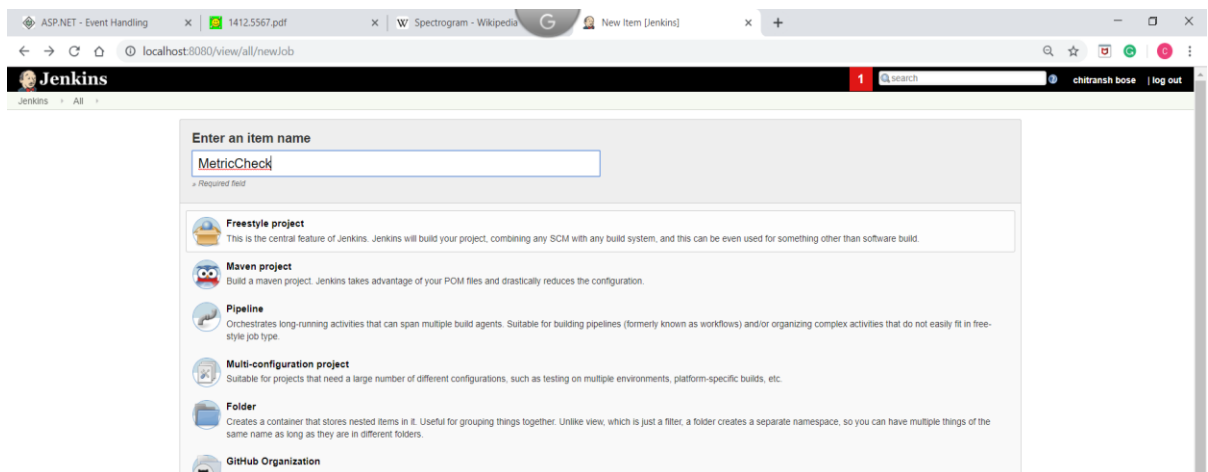 ASP.NET - Event Handling
1412.5567.pdf
Spectrogram - Wikipedia
G
New Item [Jenkins]
localhost:8080/view/all/newJob
Jenkins
1
search
chitransh bose | log out
Jenkins All
Enter an item name
MetricCheck
» Required field
Freestyle project
This is the central feature of Jenkins. Jenkins will build your project, combining any SCM with any build system, and this can be even used for something other than software build.
Maven project
Build a maven project. Jenkins takes advantage of your POM files and drastically reduces the configuration.
Pipeline
Orchestrates long-running activities that can span multiple build agents. Suitable for building pipelines (formerly known as workflows) and/or organizing complex activities that do not easily fit in free-
style job type.
Multi-configuration project
Suitable for projects that need a large number of different configurations, such as testing on multiple environments, platform-specific builds, etc.
Folder
Creates a container that stores nested items in it. Useful for grouping things together. Unlike view, which is just a filter, a folder creates a separate namespace, so you can have multiple things of the
same name as long as they are in different folders.
GitHub Organization